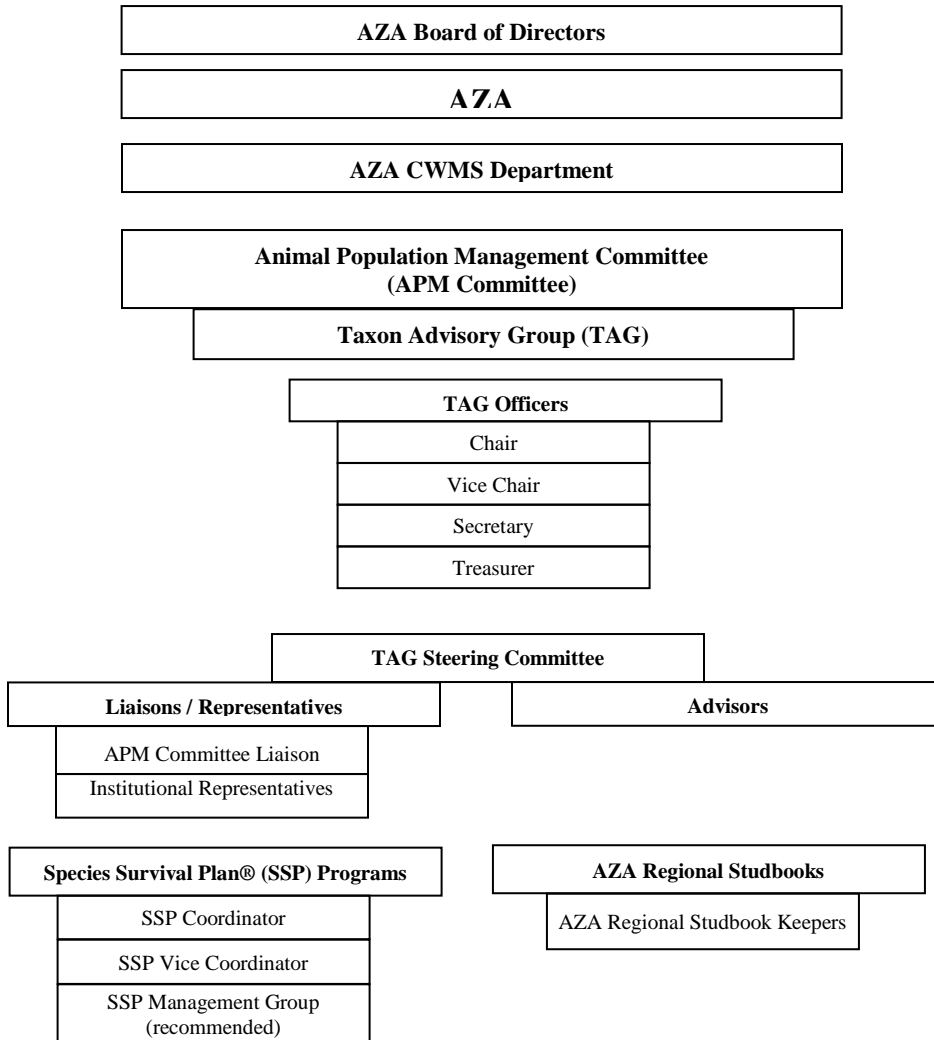 AZA Board of Directors
AZA
AZA CWMS Department
Animal Population Management Committee
(APM Committee)
Taxon Advisory Group (TAG)
TAG Officers
Chair
Vice Chair
Secretary
Treasurer
TAG Steering Committee
Liaisons / Representatives
Advisors
APM Committee Liaison
Institutional Representatives
Species Survival Plan® (SSP) Programs
AZA Regional Studbooks
SSP Coordinator
AZA Regional Studbook Keepers
SSP Vice Coordinator
SSP Management Group
(recommended)